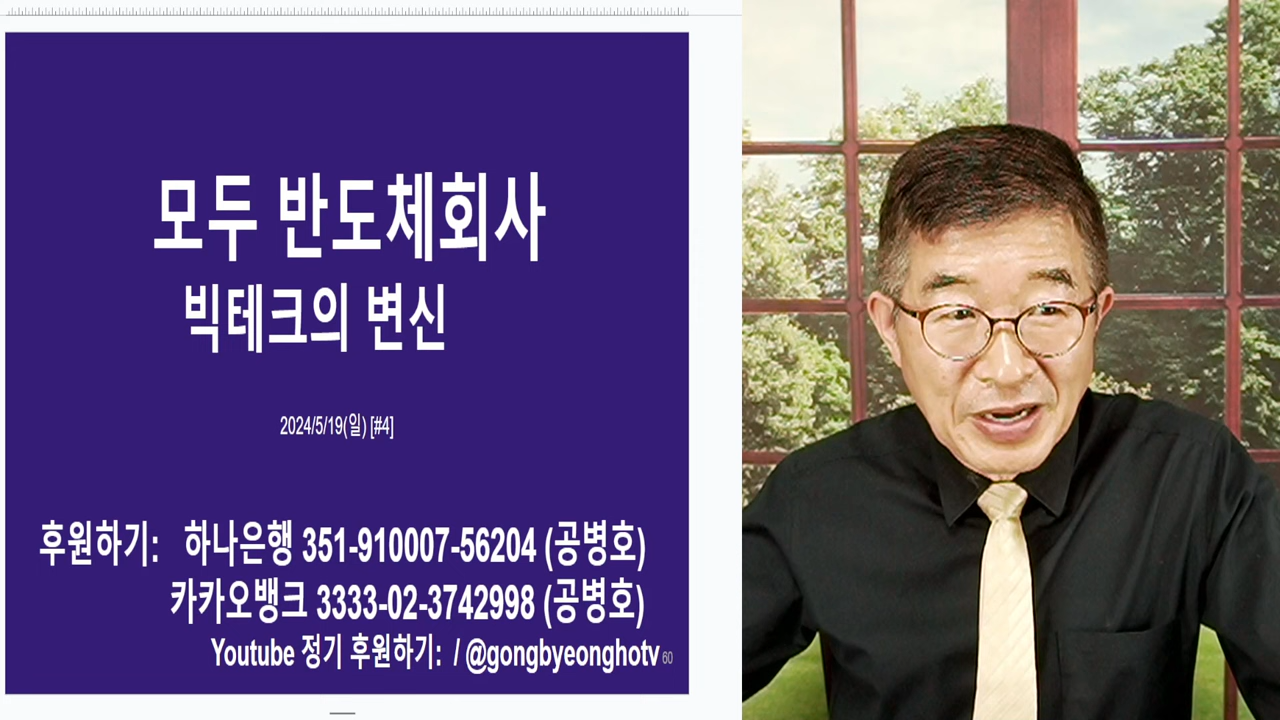 모두 반도체회사
빅테크의 변신
2024/5/19(일) [#4]
후원하기: 하나은행 351-910007-56204 (공병호)
카카오뱅크 3333-02-3742998 (공병호)
Youtube 정기 후원하기: / @gongbyeonghotv
60